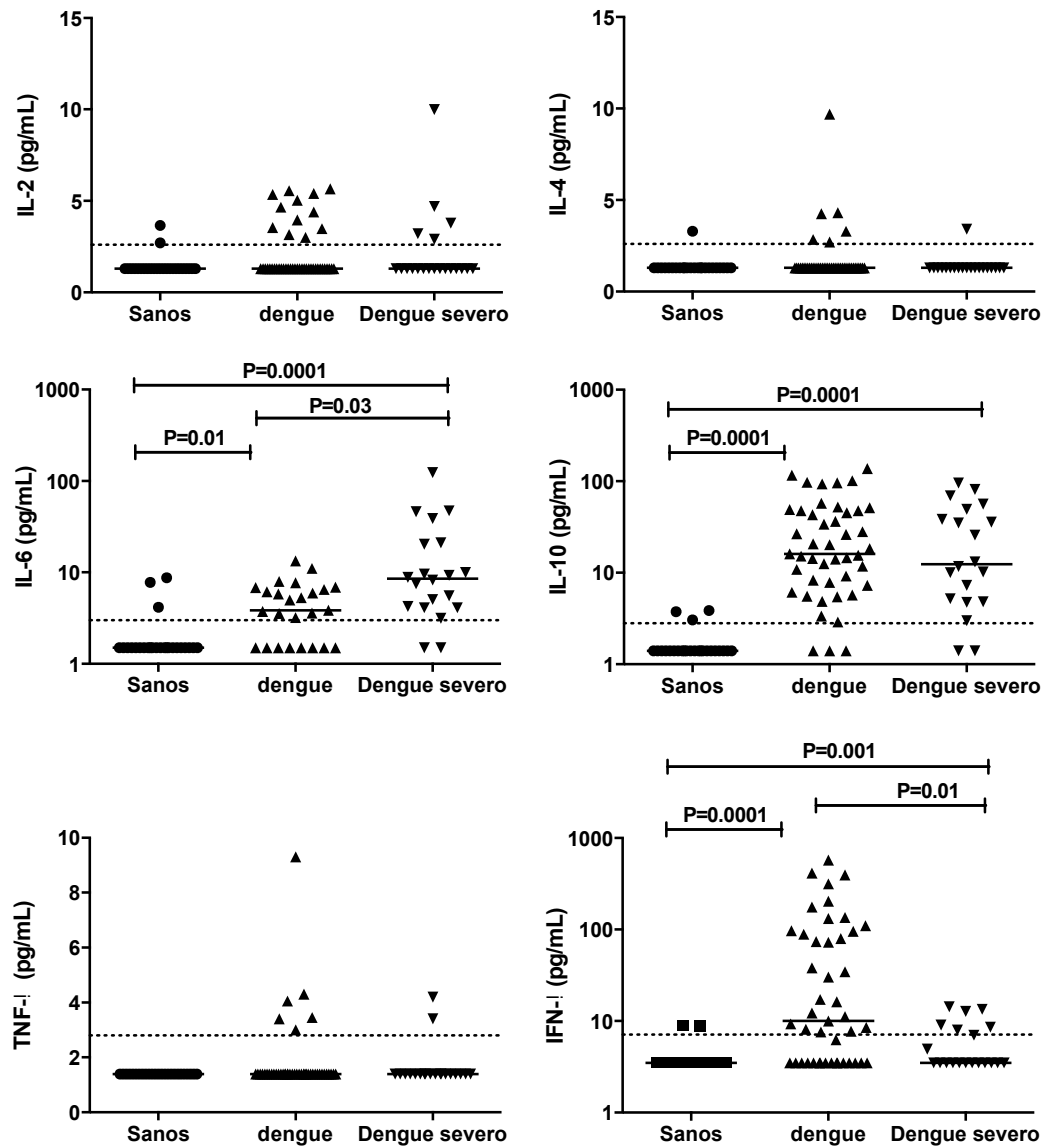 IL-2 (pg/mL)
15
10
5
0
Sanos dengue Dengue severo
IL-4 (pg/mL)
15
10
5
0
Sanos dengue Dengue severo
P=0.0001
P=0.03
P=0.01
IL-6 (pg/mL)
1000
100
10
1
Sanos dengue Dengue severo
P=0.0001
P=0.0001
IL-10 (pg/mL)
1000
100
10
1
Sanos dengue Dengue severo
TNF-! (pg/mL)
10
8
6
4
2
0
Sanos dengue Dengue severo
P=0.001
P=0.01
P=0.0001
IFN-! (pg/mL)
1000
100
10
1
Sanos dengue Dengue severo